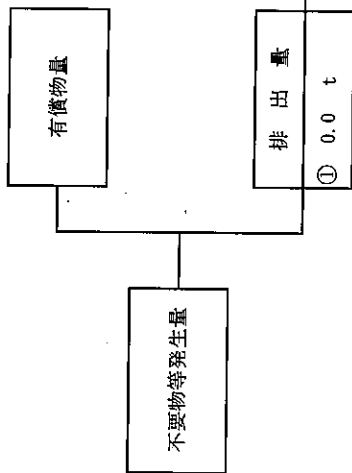 有償物量
不要物等発生量
排出量
① 0.0 t